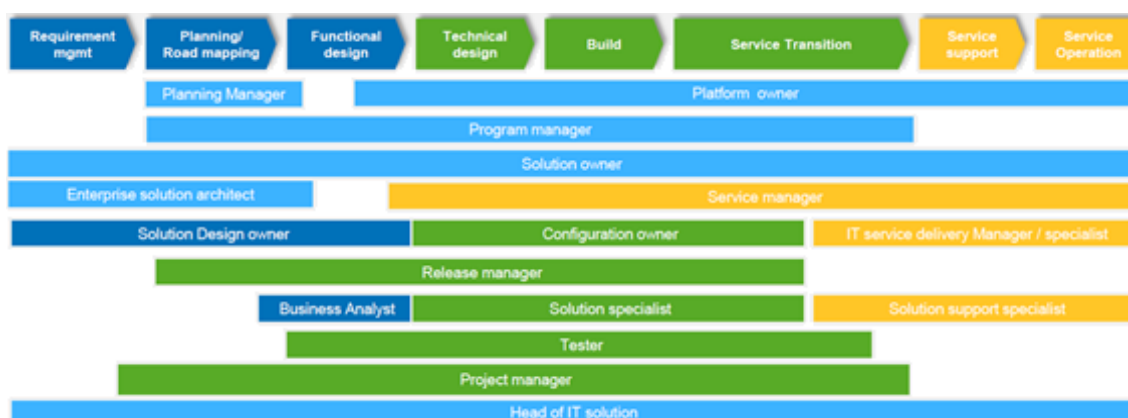 Requirement
mgmt
Planning/
Road mapping
Functional
design
Technical
design
Build
Service Transition
Service
support
Service
Operation
Planning Manager
Platform owner
Program manager
Solution owner
Enterprise solution architect
Service manager
Solution Design owner
Configuration owner
IT service delivery Manager / specialist
Release manager
Business Analyst
Solution specialist
Solution support specialist
Tester
Project manager
Head of IT solution